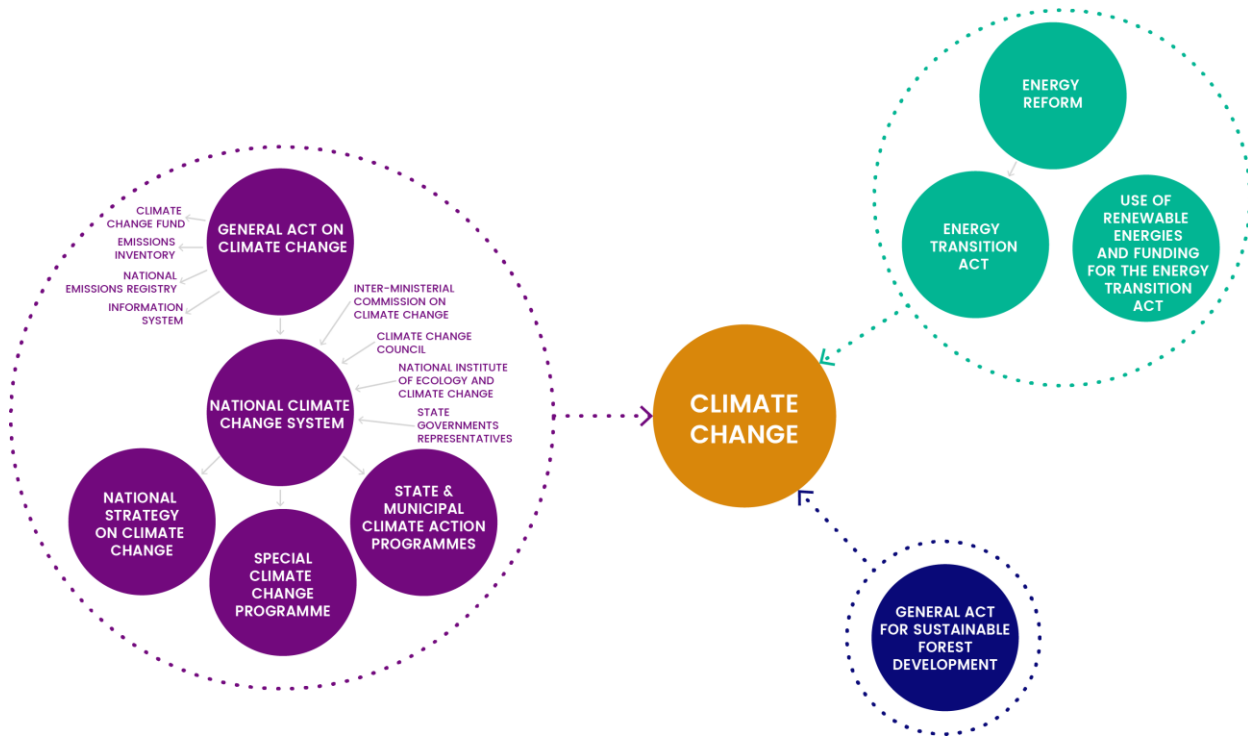 GENERAL ACT ON
CLIMATE CHANGE
CLIMATE
CHANGE FUND
EMISSIONS
INVENTORY
NATIONAL
EMISSIONS REGISTRY
INFORMATION
SYSTEM
INTER-MINISTERIAL
COMMISSION ON
CLIMATE CHANGE
CLIMATE CHANGE
COUNCIL
NATIONAL INSTITUTE
OF ECOLOGY AND
CLIMATE CHANGE
STATE
GOVERNMENTS
REPRESENTATIVES
NATIONAL CLIMATE
CHANGE SYSTEM
NATIONAL
STRATEGY
ON CLIMATE
CHANGE
SPECIAL
CLIMATE
CHANGE
PROGRAMME
STATE &
MUNICIPAL
CLIMATE ACTION
PROGRAMMES
CLIMATE
CHANGE
ENERGY
REFORM
ENERGY
TRANSITION
ACT
USE OF
RENEWABLE
ENERGIES
AND FUNDING
FOR THE ENERGY
TRANSITION
ACT
GENERAL ACT
FOR SUSTAINABLE
FOREST
DEVELOPMENT